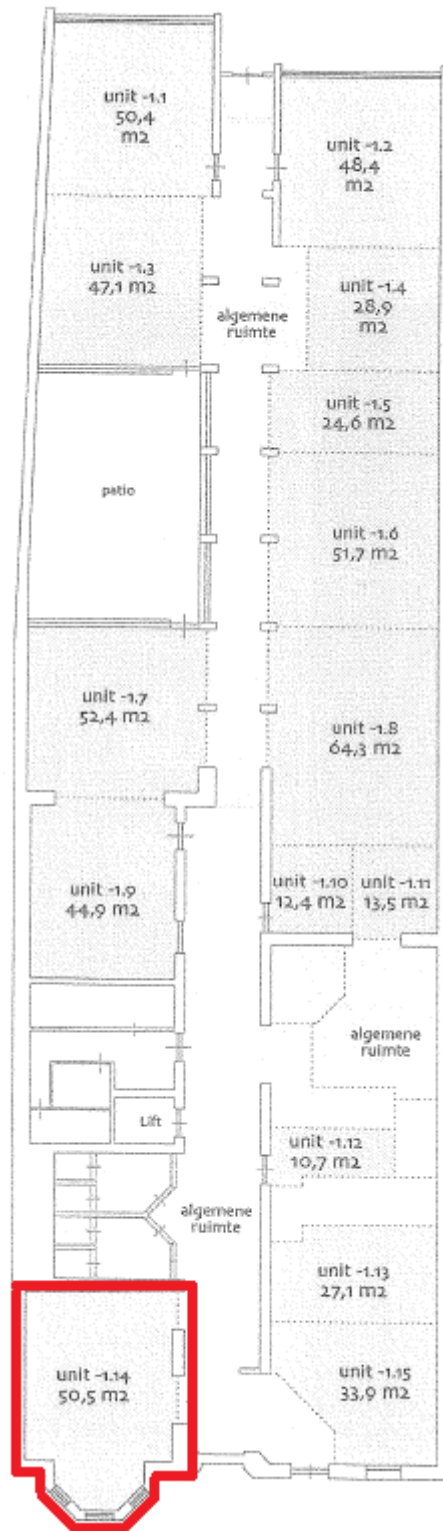 unit -1.1
50,4
m2
unit -1.2
48,4
m2
unit -1.3
47,1 m2
unit -1.4
28,9
m2
algemene
ruimte
unit -1.5
24,6 m2
patio
unit -1.6
51,7 m2
unit -1.7
52,4 m2
unit -1.8
64,3 m2
unit -1.9
44,9 m2
unit -1.10
12,4 m2
unit -1.11
13,5 m2
algemene
ruimte
Lift
unit -1.12
10,7 m2
algemene
ruimte
unit -1.13
27,1 m2
unit -1.14
50,5 m2
unit -1.15
33,9 m2